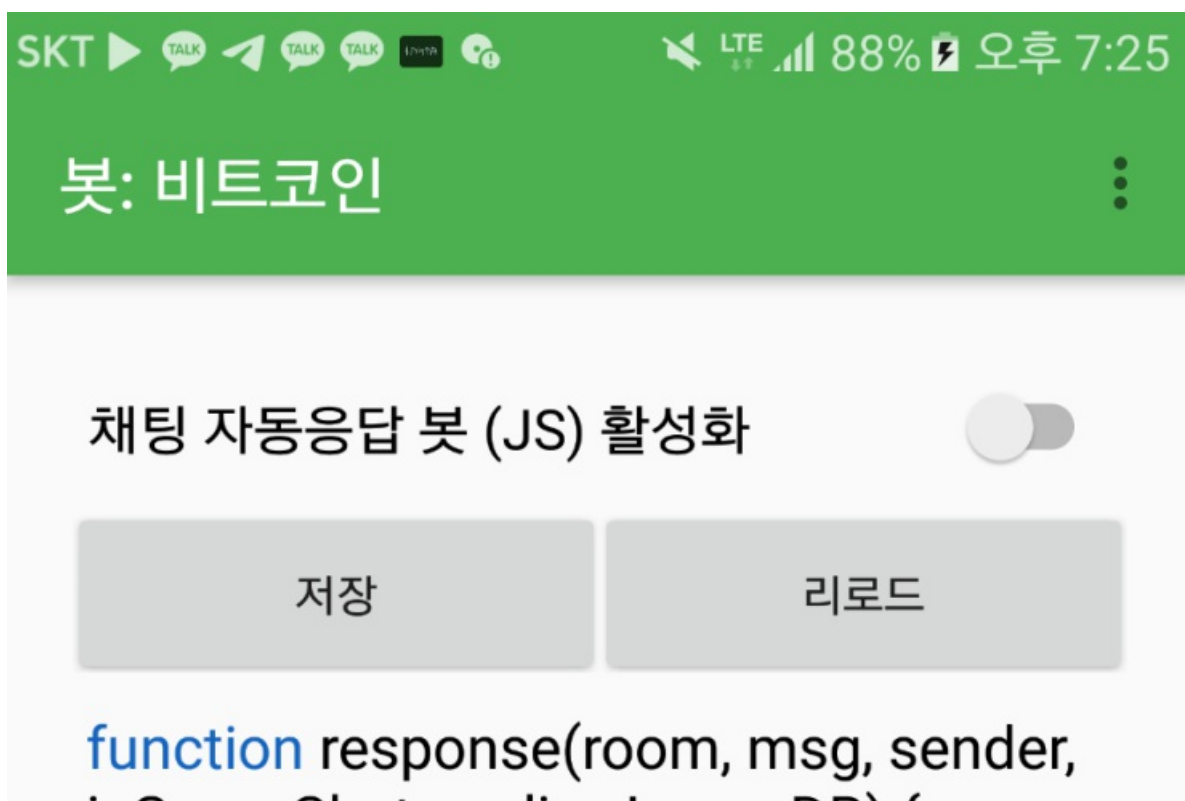 SKT TALK TALK TALK LTE 88% 오후 7:25
봇: 비트코인
채팅 자동응답 봇 (JS) 활성화
저장 리로드
function response(room, msg, sender,